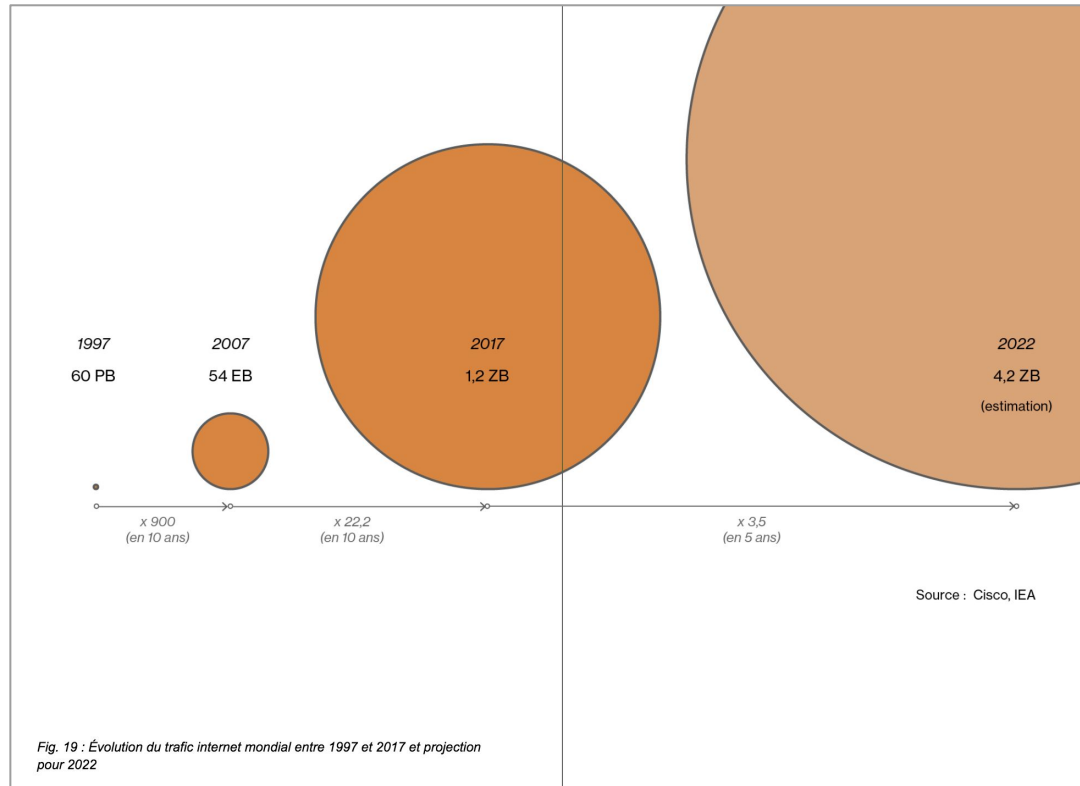 1997
60 PB
2007
54 EB
2017
1,2 ZB
2022
4,2 ZB
(estimation)
x 900
(en 10 ans)
x 22,2
(en 10 ans)
x 3,5
(en 5 ans)
Source : Cisco, IEA
Fig. 19 : Évolution du trafic internet mondial entre 1997 et 2017 et projection
pour 2022